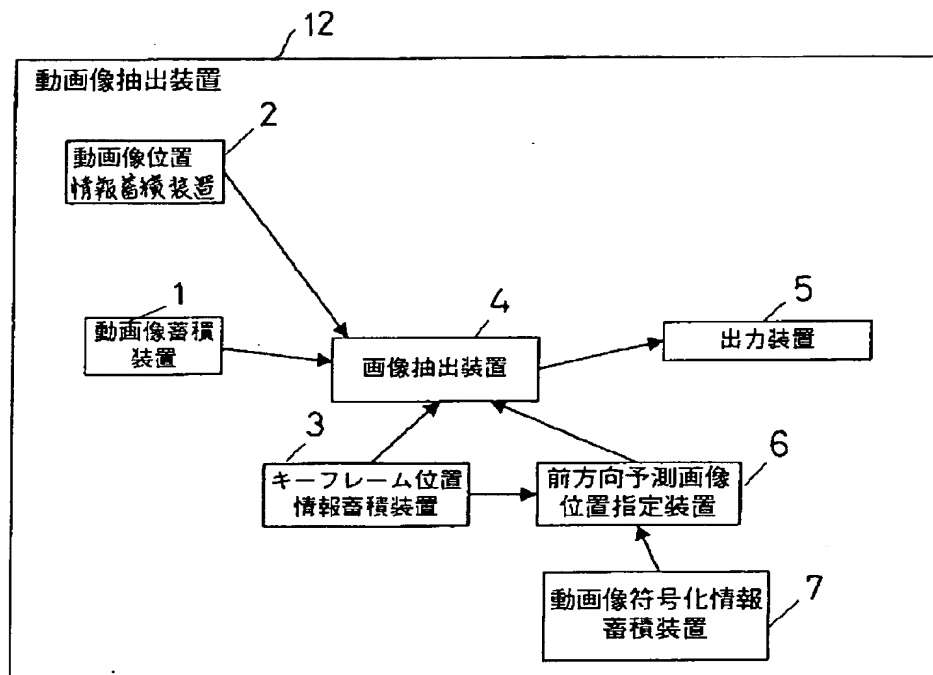 12
動画像抽出装置
2
動画像位置
情報蓄積装置
1
動画像蓄積
装置
4
画像抽出装置
5
出力装置
3
キーフレーム位置
情報蓄積装置
6
前方向予測画像
位置指定装置
動画像符号化情報
蓄積装置
7